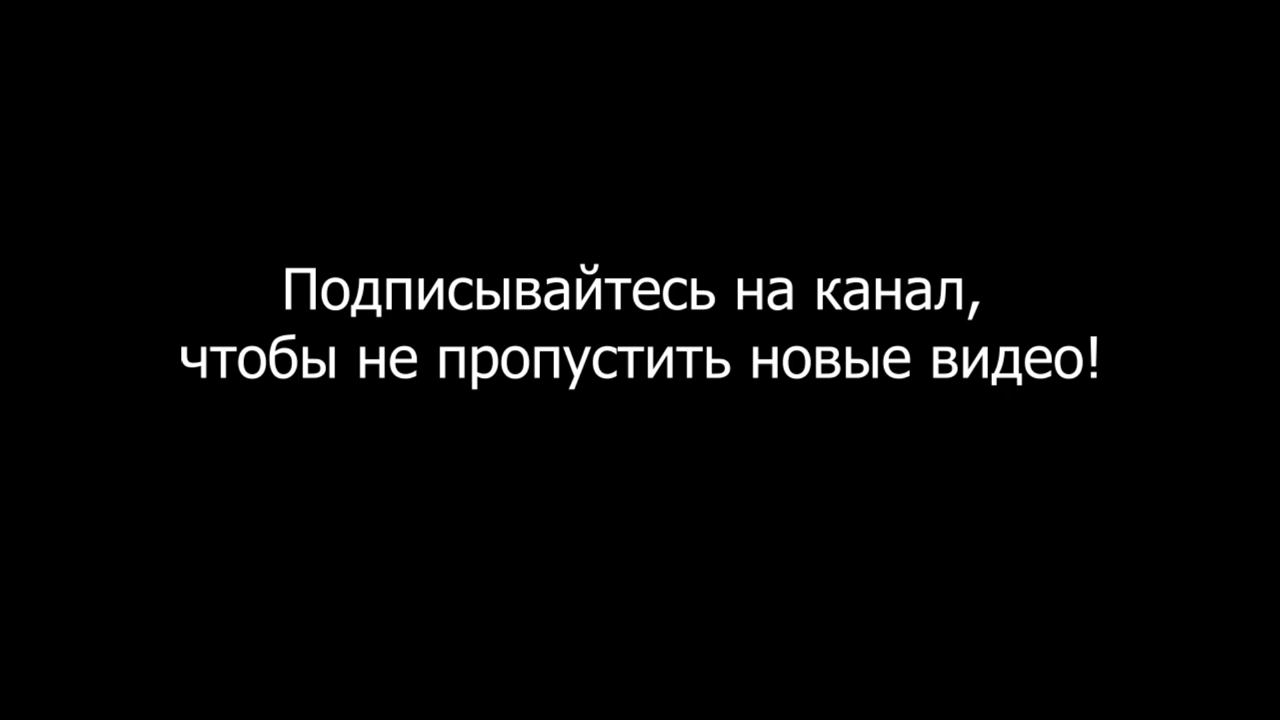 Подписывайтесь на канал,
чтобы не пропустить новые видео!